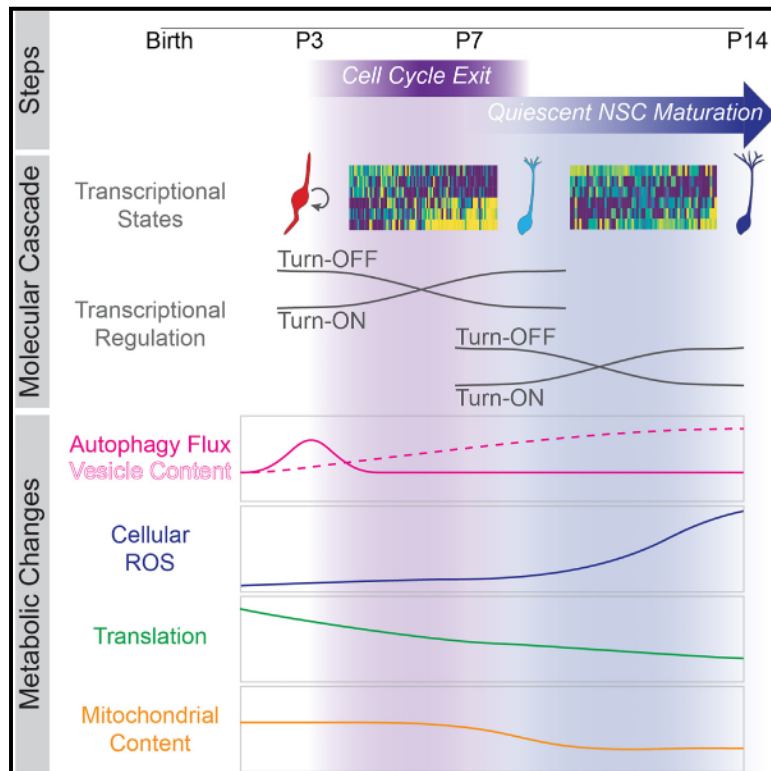 Birth P3 P7 P14
Steps
Cell Cycle Exit
Quiescent NSC Maturation
Molecular Cascade
Transcriptional
States
Transcriptional
Regulation
Turn-OFF
Turn-ON
Turn-OFF
Turn-ON
Metabolic Changes
Autophagy Flux
Vesicle Content
Cellular
ROS
Translation
Mitochondrial
Content